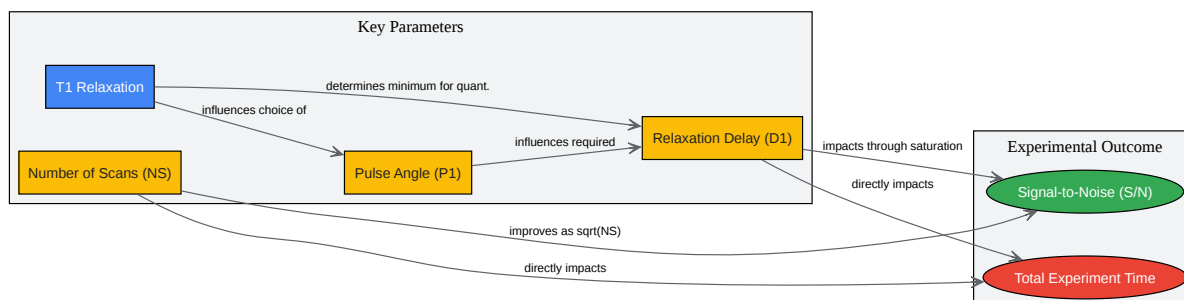 Key Parameters
T1 Relaxation
determines minimum for quant.
influences choice of
influences required
Relaxation Delay (D1)
Number of Scans (NS)
Pulse Angle (P1)
impacts through saturation
directly impacts
Experimental Outcome
Signal-to-Noise (S/N)
improves as sqrt(NS)
directly impacts
Total Experiment Time